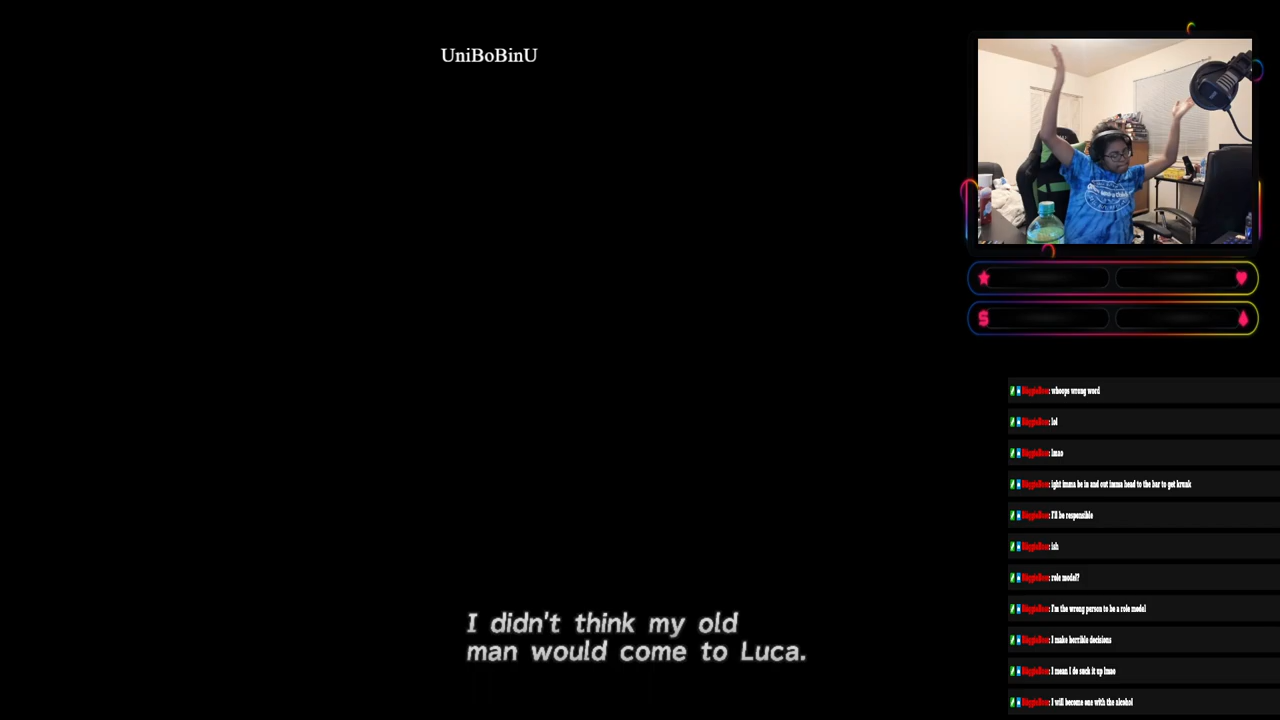 UniBoBinU
I didn't think my old
man would come to Luca.
: whoops wrong word
: lol
: lmao
: ight imma be in and out imma head to the bar to get krunk
: I'll be responsible
: ish
: role model?
: I'm the wrong person to be a role model
: I make horrible decisions
: I mean I do suck it up lmao
: I will become one with the alcohol